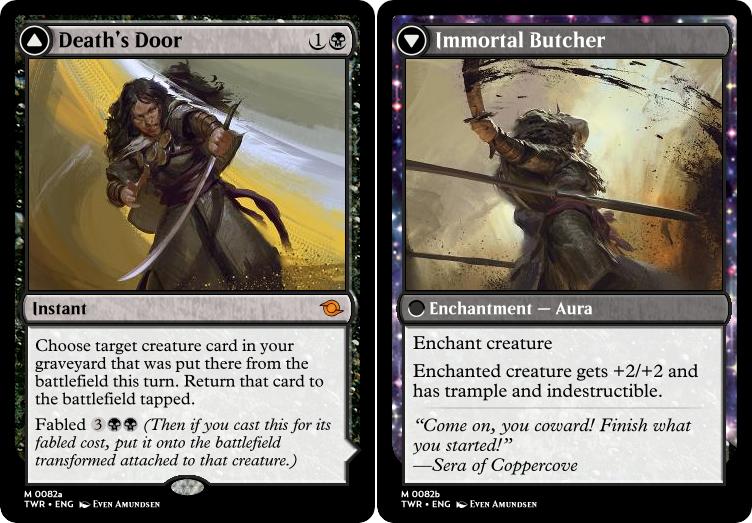 Death's Door
1
Instant
Choose target creature card in your
graveyard that was put there from the
battlefield this turn. Return that card to
the battlefield tapped.
Fabled 3 (Then if you cast this for its
fabled cost, put it onto the battlefield
transformed attached to that creature.)
M 0082a
TWR • ENG Even Amundsen
Immortal Butcher
Enchantment — Aura
Enchant creature
Enchanted creature gets +2/+2 and
has trample and indestructible.
“Come on, you coward! Finish what
you started!”
—Sera of Coppercove
M 0082b
TWR • ENG Even Amundsen